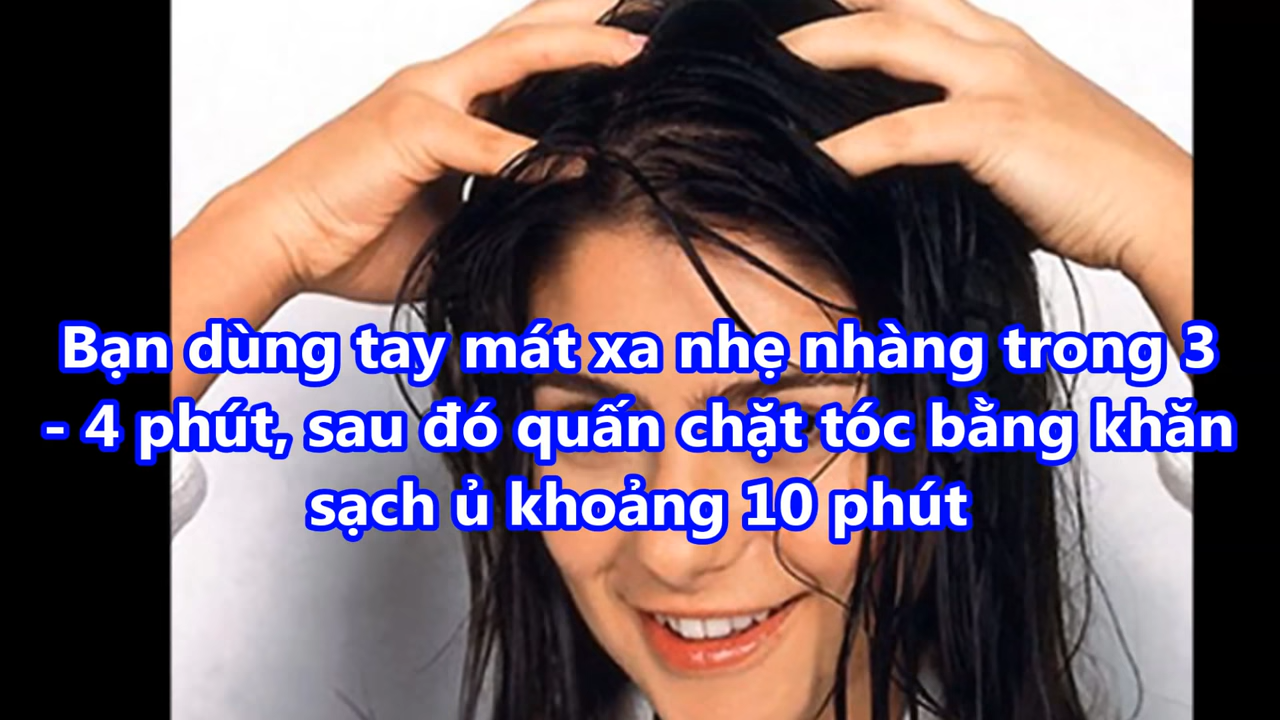 Bạn dùng tay mát xa nhẹ nhàng trong 3
- 4 phút, sau đó quấn chặt tóc bằng khăn
sạch ủ khoảng 10 phút